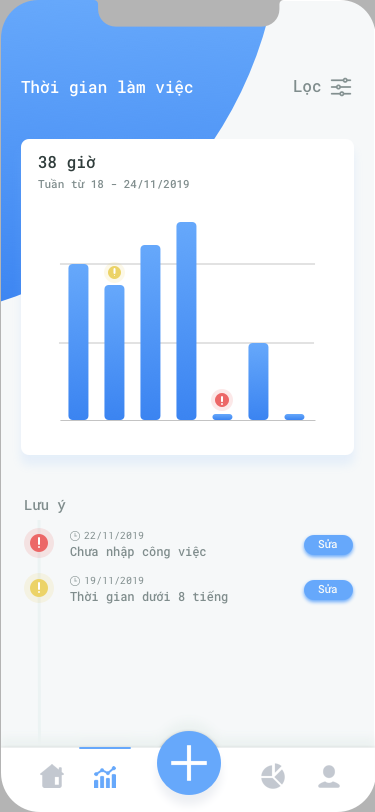 Thời gian làm việc
Lọc
38 giờ
Tuần từ 18 - 24/11/2019
Lưu ý
22/11/2019
Chưa nhập công việc
Sửa
19/11/2019
Thời gian dưới 8 tiếng
Sửa